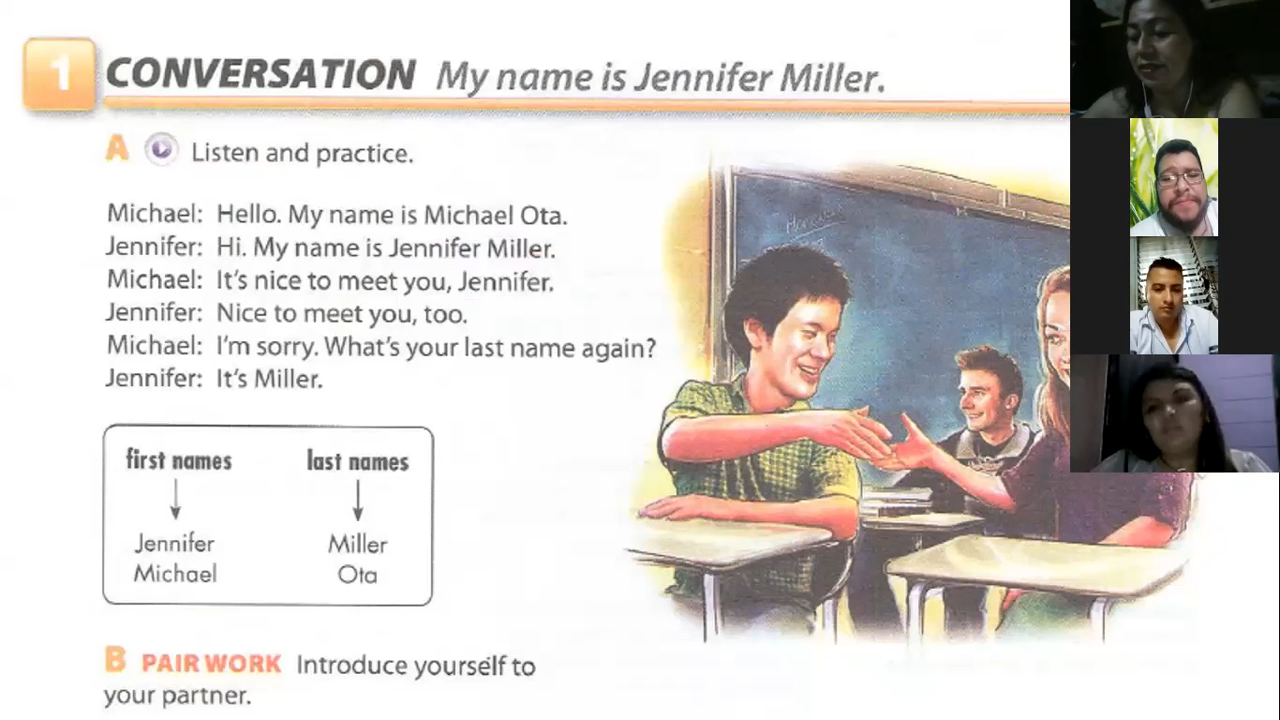 1 CONVERSATION My name is Jennifer Miller.
A Listen and practice.
Michael: Hello. My name is Michael Ota.
Jennifer: Hi. My name is Jennifer Miller.
Michael: It's nice to meet you, Jennifer.
Jennifer: Nice to meet you, too.
Michael: I'm sorry. What's your last name again?
Jennifer: It's Miller.
first names last names
Jennifer Miller
Michael Ota
B PAIR WORK Introduce yourself to
your partner.